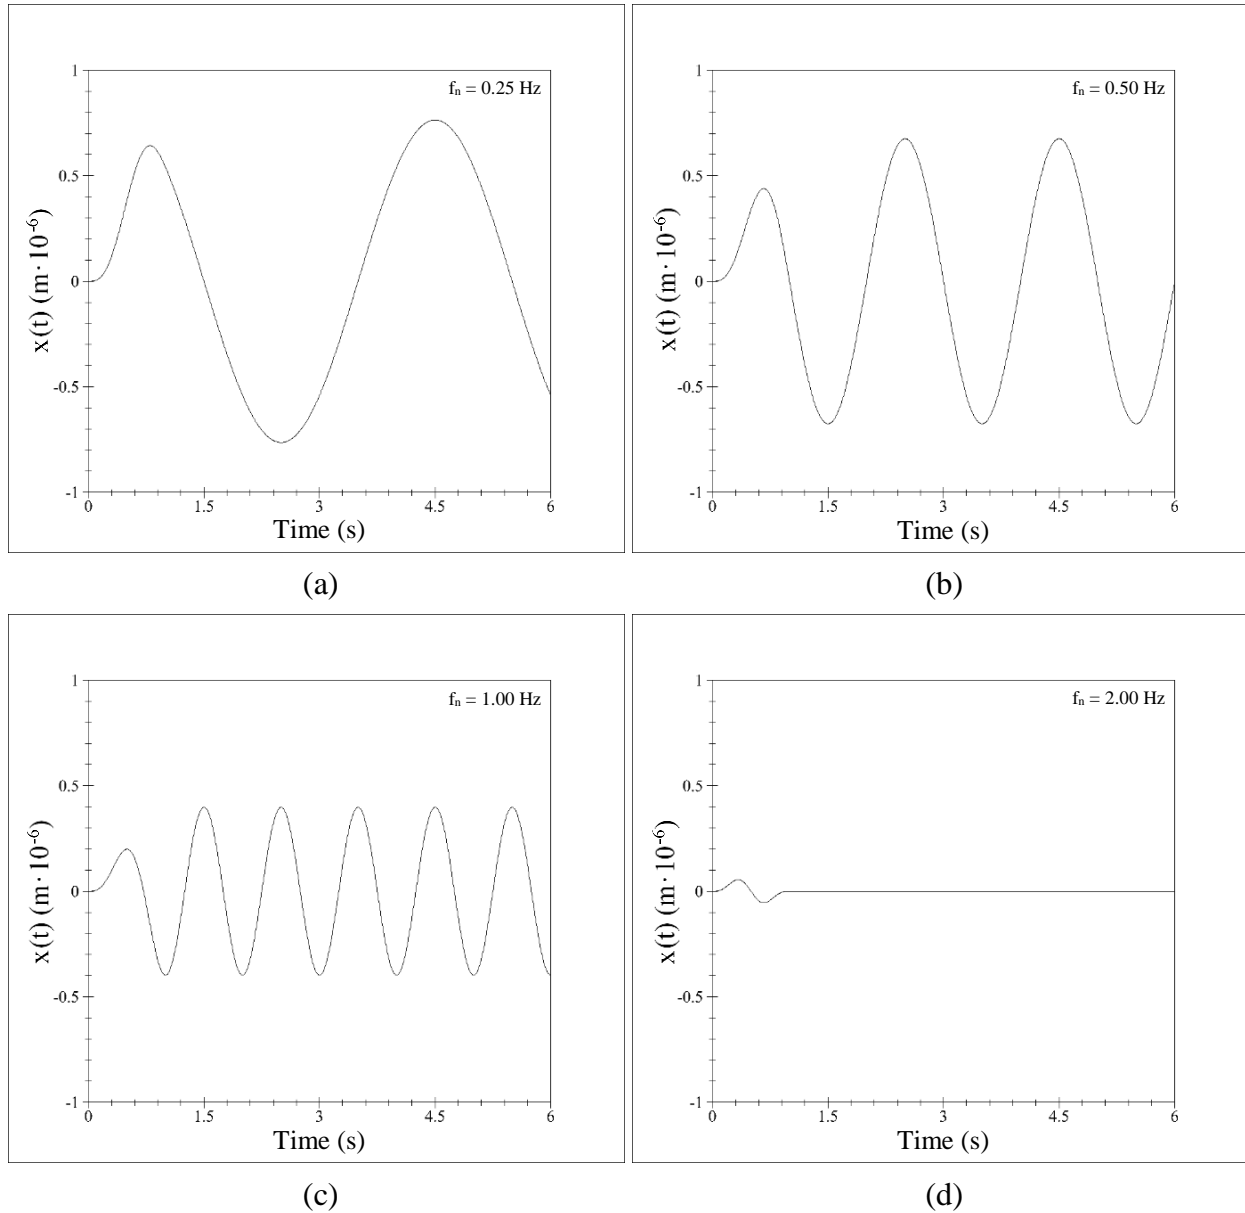 fₙ = 0.25 Hz
1
0.5
0
-0.5
-1
x(t) (m·10⁻⁶)
0 1.5 3 4.5 6
Time (s)
(a)
fₙ = 0.50 Hz
1
0.5
0
-0.5
-1
x(t) (m·10⁻⁶)
0 1.5 3 4.5 6
Time (s)
(b)
fₙ = 1.00 Hz
1
0.5
0
-0.5
-1
x(t) (m·10⁻⁶)
0 1.5 3 4.5 6
Time (s)
(c)
fₙ = 2.00 Hz
1
0.5
0
-0.5
-1
x(t) (m·10⁻⁶)
0 1.5 3 4.5 6
Time (s)
(d)